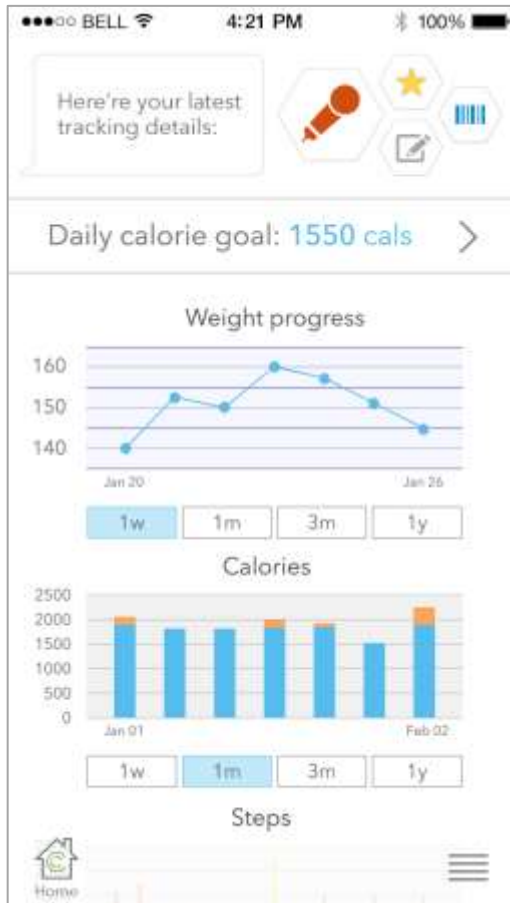 BELL 4:21 PM 100%
Here're your latest
tracking details:
Daily calorie goal: 1550 cals
Weight progress
160
150
140
Jan 20 Jan 26
1w 1m 3m 1y
Calories
2500
2000
1500
1000
500
0
Jan 01 Feb 02
1w 1m 3m 1y
Steps
C
Home